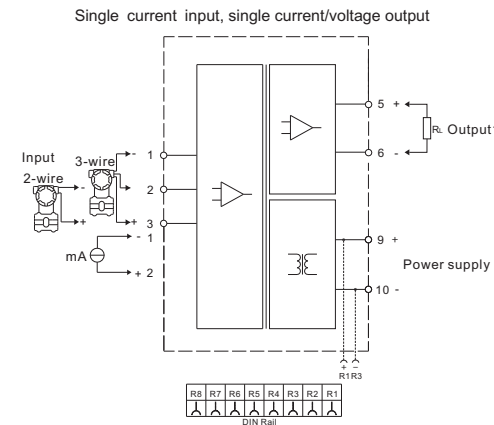 Single current input, single current/voltage output
5 +
RL Output
6 -
Input
3-wire
- 1
2-wire
-
2
+
+ 3
- 1
mA
+ 2
9 +
Power supply
10 -
+ -
R1 R3
R8 R7 R6 R5 R4 R3 R2 R1
DIN Rail